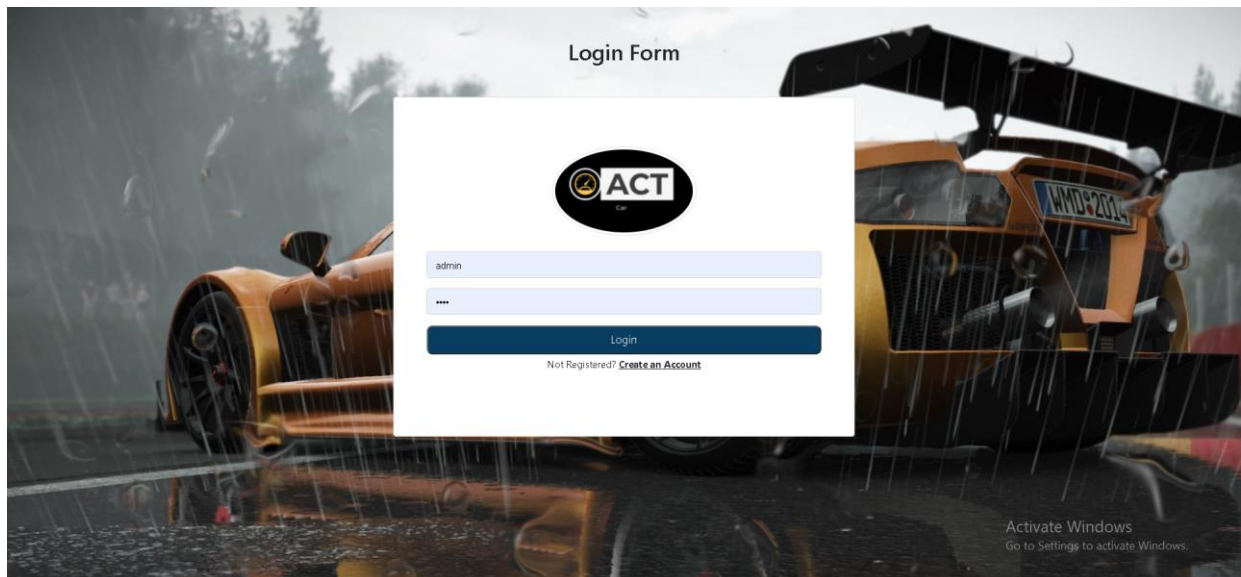 Login Form
ACT
Car
WMD 2014
admin
••••
Login
Not Registered? Create an Account
Activate Windows
Go to Settings to activate Windows.